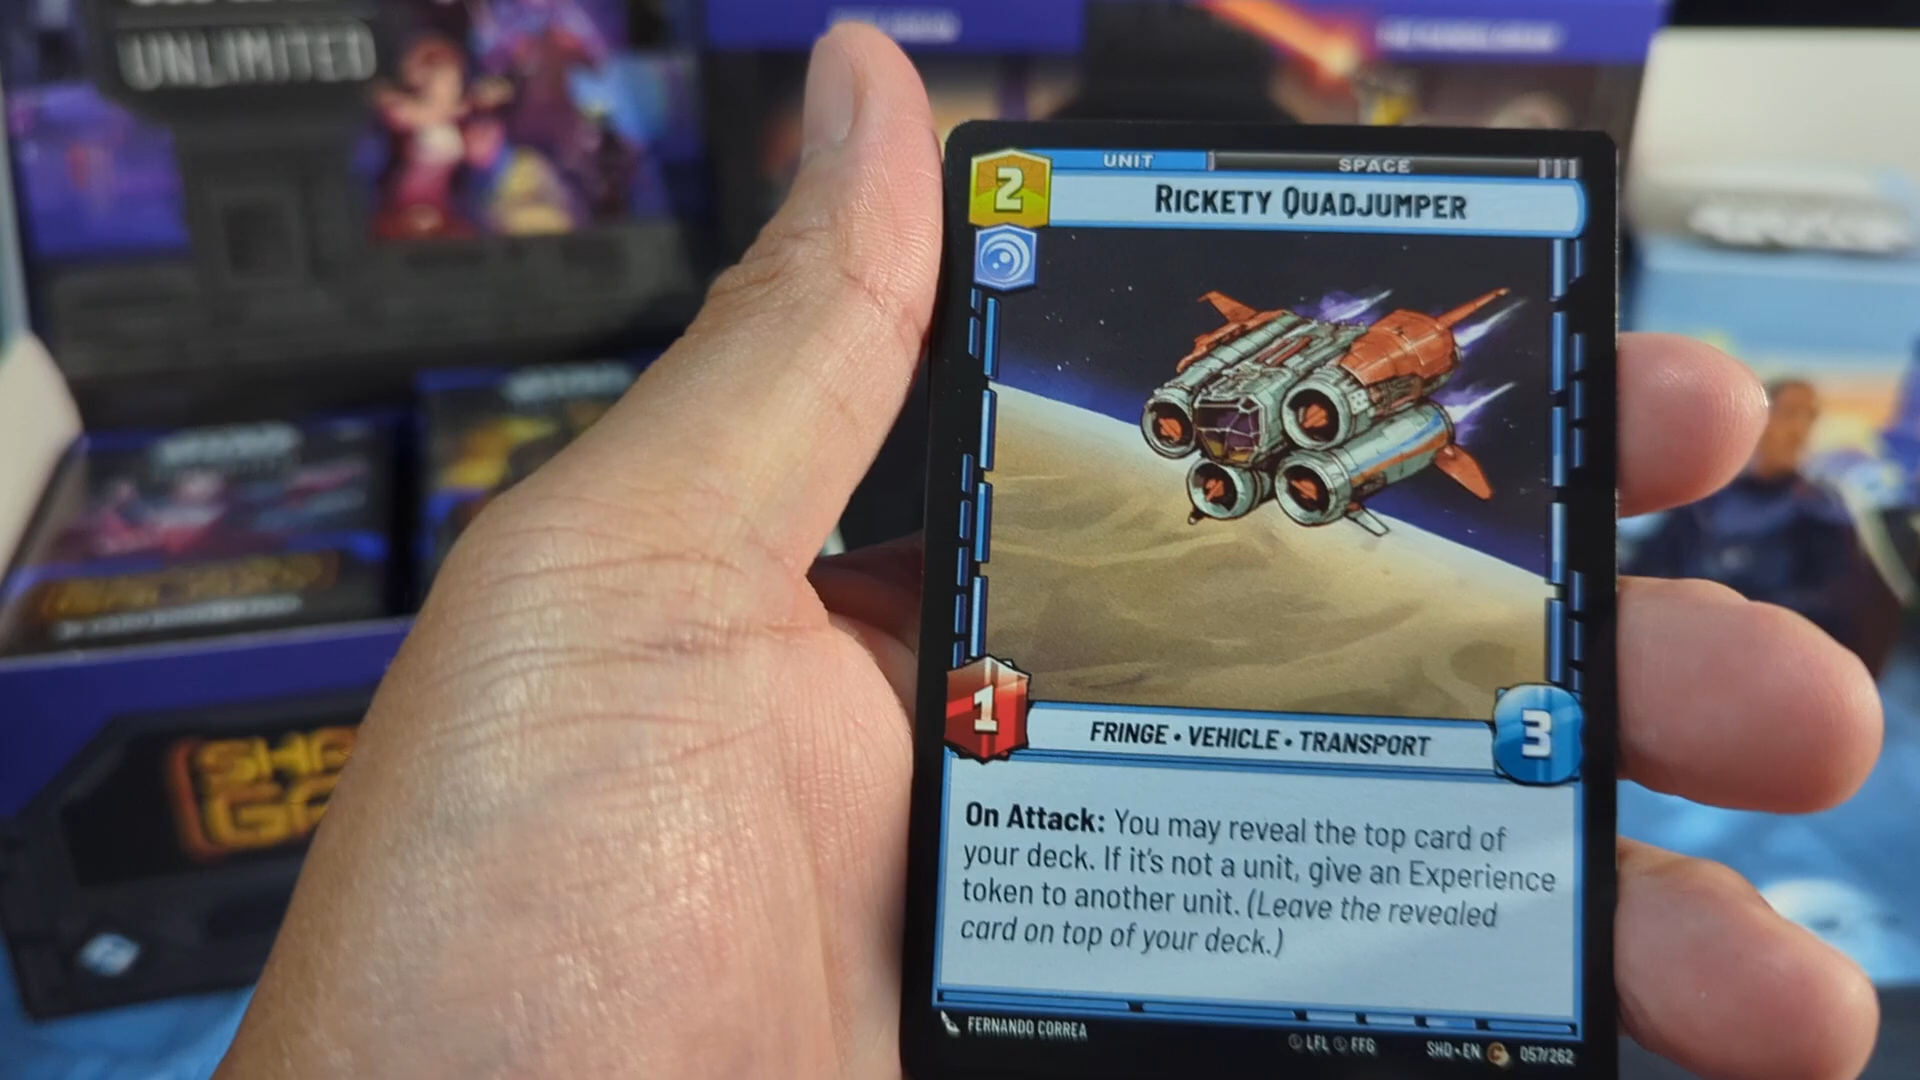 UNLIMITED
UNIT
SPACE
2
RICKETY QUADJUMPER
1
FRINGE • VEHICLE • TRANSPORT
3
On Attack: You may reveal the top card of
your deck. If it's not a unit, give an Experience
token to another unit. (Leave the revealed
card on top of your deck.)
FERNANDO CORREA
Ⓛ LFL Ⓛ FFG
SHD • EN C 057/262